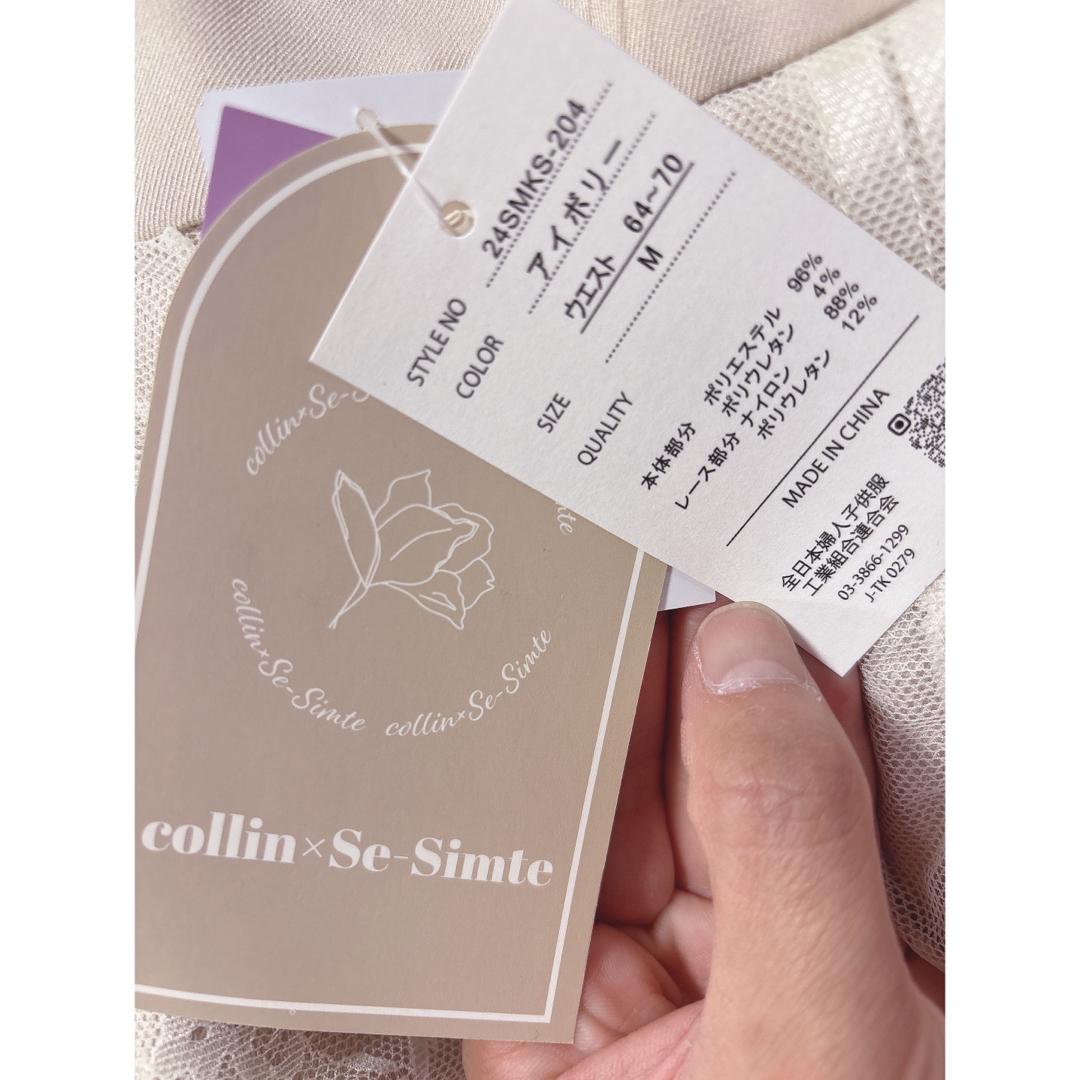 STYLE NO 24SMKS-204
COLOR アイボリー
SIZE ウエスト 64~70
M
QUALITY
本体部分 ポリエステル 96%
ポリウレタン 4%
レース部分 ナイロン 88%
ポリウレタン 12%
MADE IN CHINA
全日本婦人子供服
工業組合連合会
03-3866-1299
J-TK 0279
collin×Se-S
mte
collin×Se-Simte
collin×Se-Simte
collin×Se-Simte